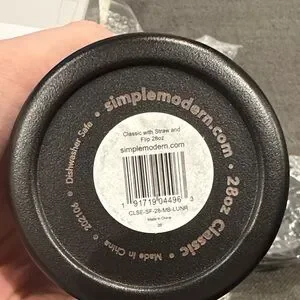 simplemodern.com • 28oz Classic • Made in China • • Dishwasher Safe •
Classic with Straw and
Flip 28oz
simplemodern.com
1 91719 04496 3
CLSE-SF-28-MB-LUNR
Made in China